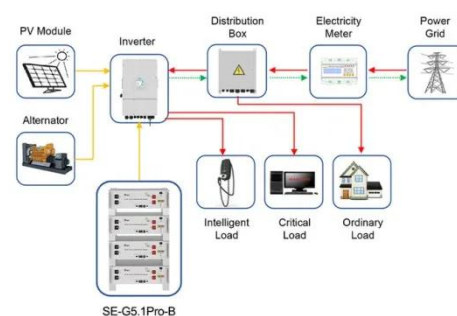 PV Module
Inverter
Distribution
Box
Electricity
Meter
Power
Grid
Alternator
Intelligent
Load
Critical
Load
Ordinary
Load
SE-G5.1Pro-B